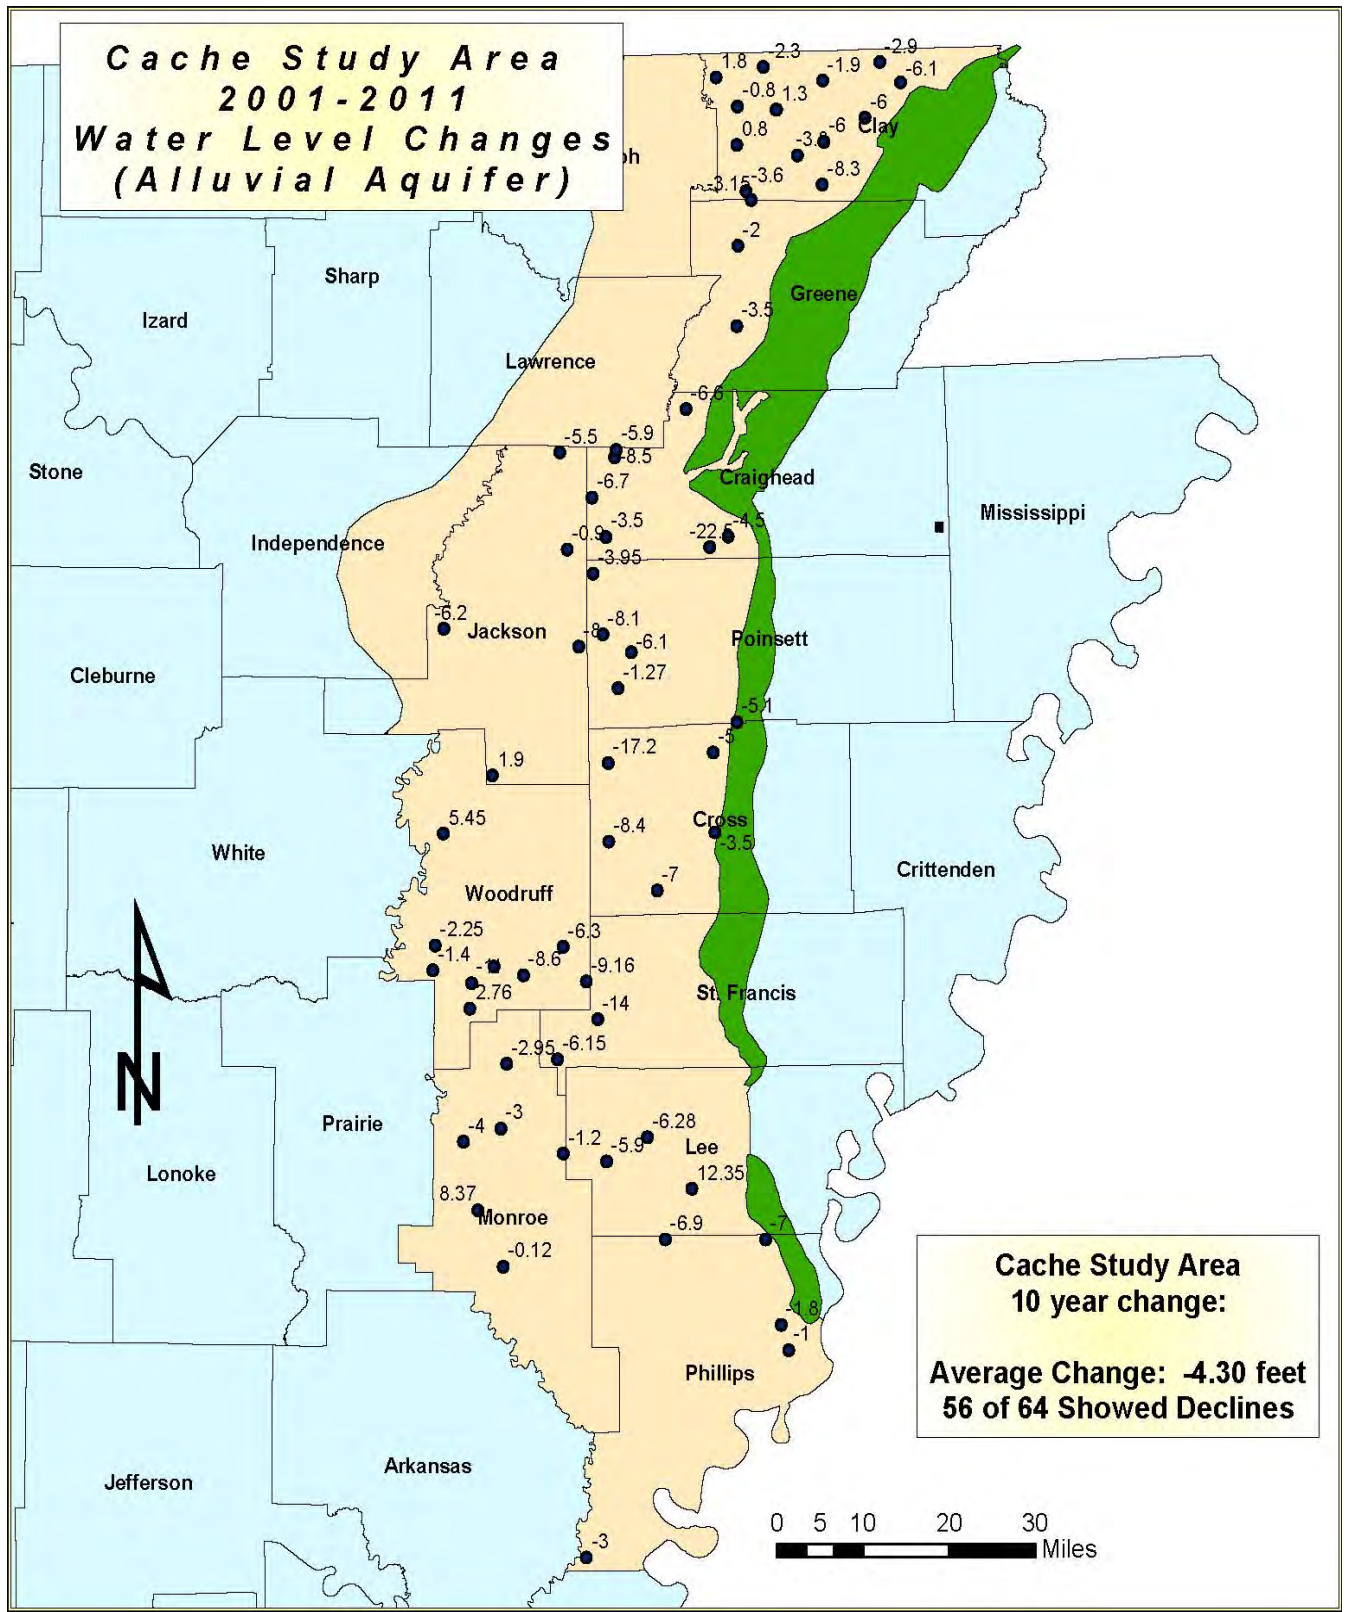 Cache Study Area
2001-2011
Water Level Changes
(Alluvial Aquifer)
1.8
-2.3
-2.9
-1.9
-6.1
-0.8
1.3
-6
Clay
0.8
-6
-8.3
-3.6
-3.15
-2
Sharp
Greene
Izard
-3.5
Lawrence
-6.6
-5.5
-5.9
-8.5
Stone
Craighead
-6.7
Mississippi
-3.5
-4.5
-0.9
Independence
-3.95
-6.2
Jackson
-8.1
-8
Poinsett
-6.1
-1.27
Cleburne
-5.1
-5
-17.2
1.9
5.45
Cross
-8.4
-3.5
White
Crittenden
-7
Woodruff
-2.25
-6.3
-1.4
-8.6
-9.16
2.76
St. Francis
-14
-2.95
-6.15
N
Prairie
-3
-4
-6.28
-1.2
-5.9
Lee
Lonoke
12.35
8.37
Monroe
-6.9
-7
-0.12
Cache Study Area
10 year change:
Average Change: -4.30 feet
56 of 64 Showed Declines
-1.8
-1
Phillips
Arkansas
Jefferson
0 5 10 20 30
Miles
-3